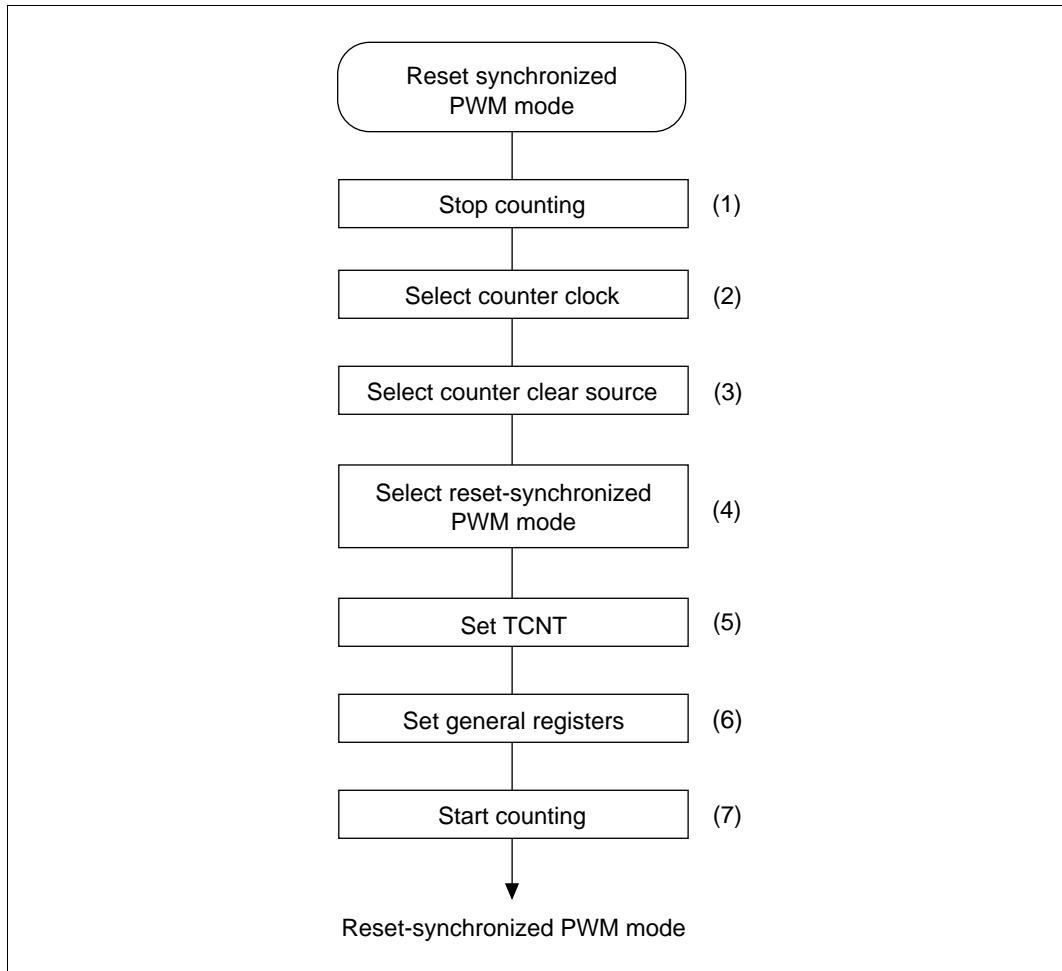 Reset synchronized
PWM mode
Stop counting (1)
Select counter clock (2)
Select counter clear source (3)
Select reset-synchronized
PWM mode (4)
Set TCNT (5)
Set general registers (6)
Start counting (7)
Reset-synchronized PWM mode